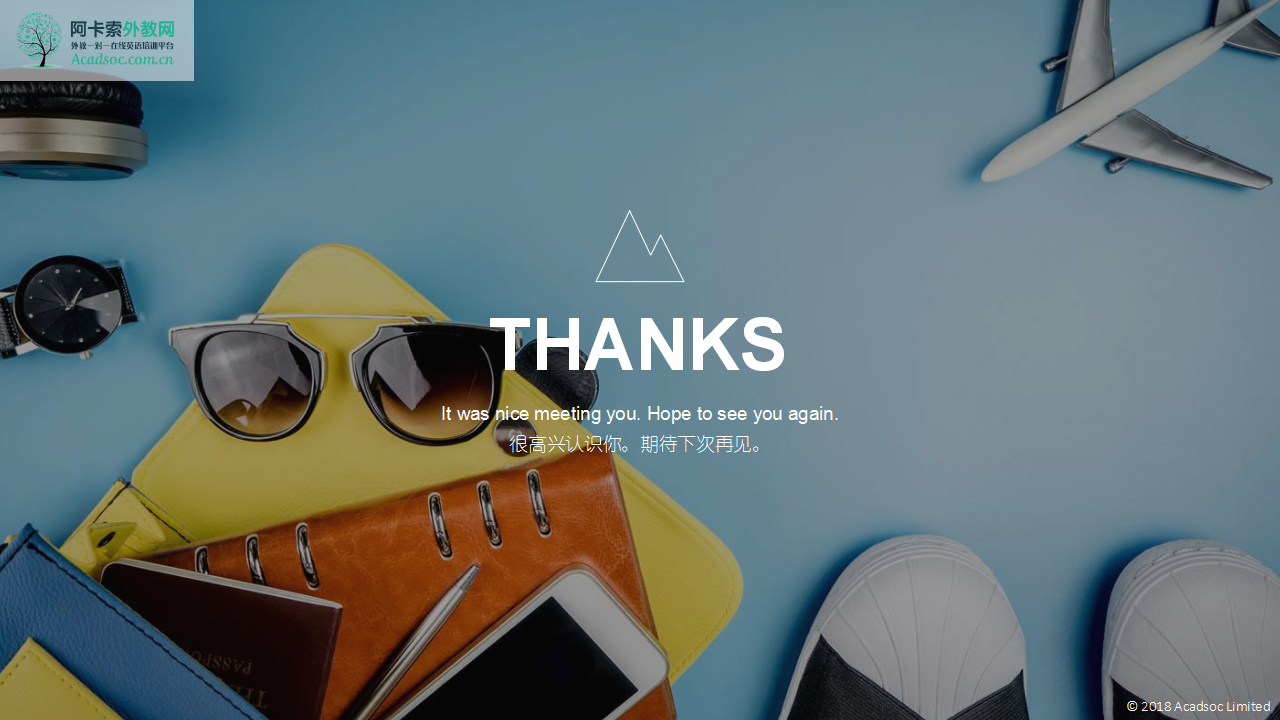 阿卡索外教网
外教一对一在线英语培训平台
Acadsoc.com.cn
THANKS
It was nice meeting you. Hope to see you again.
很高兴认识你。期待下次再见。
PASSPORT
© 2018 Acadsoc Limited